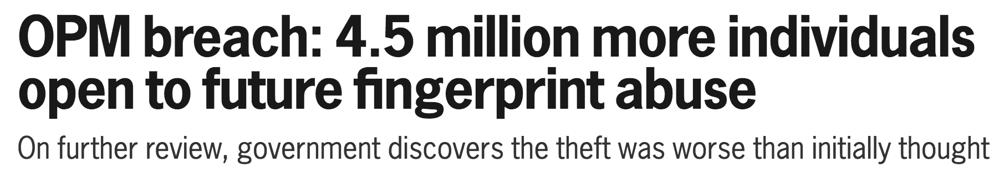 OPM breach: 4.5 million more individuals
open to future fingerprint abuse
On further review, government discovers the theft was worse than initially thought